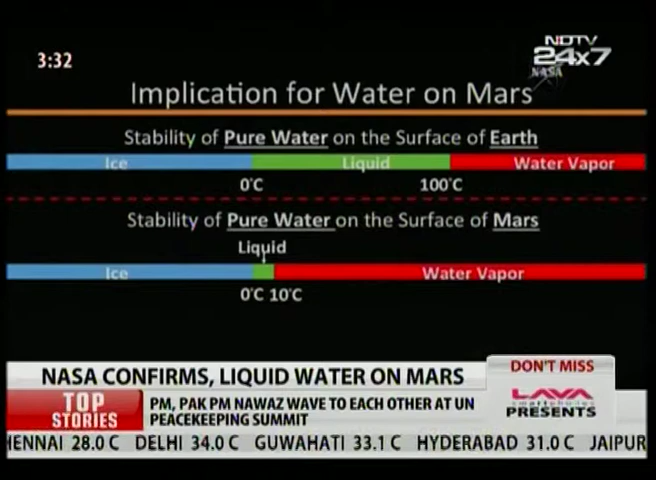 3:32
NDTV
24x7
NASA
Implication for Water on Mars
Stability of Pure Water on the Surface of Earth
Ice Liquid Water Vapor
0°C 100°C
Stability of Pure Water on the Surface of Mars
Liquid
Ice Water Vapor
0°C 10°C
NASA CONFIRMS, LIQUID WATER ON MARS
DON'T MISS
LAVA
smartphones
PRESENTS
TOP
STORIES
PM, PAK PM NAWAZ WAVE TO EACH OTHER AT UN
PEACEKEEPING SUMMIT
HENNAI 28.0 C DELHI 34.0 C GUWAHATI 33.1 C HYDERABAD 31.0 C JAIPUR